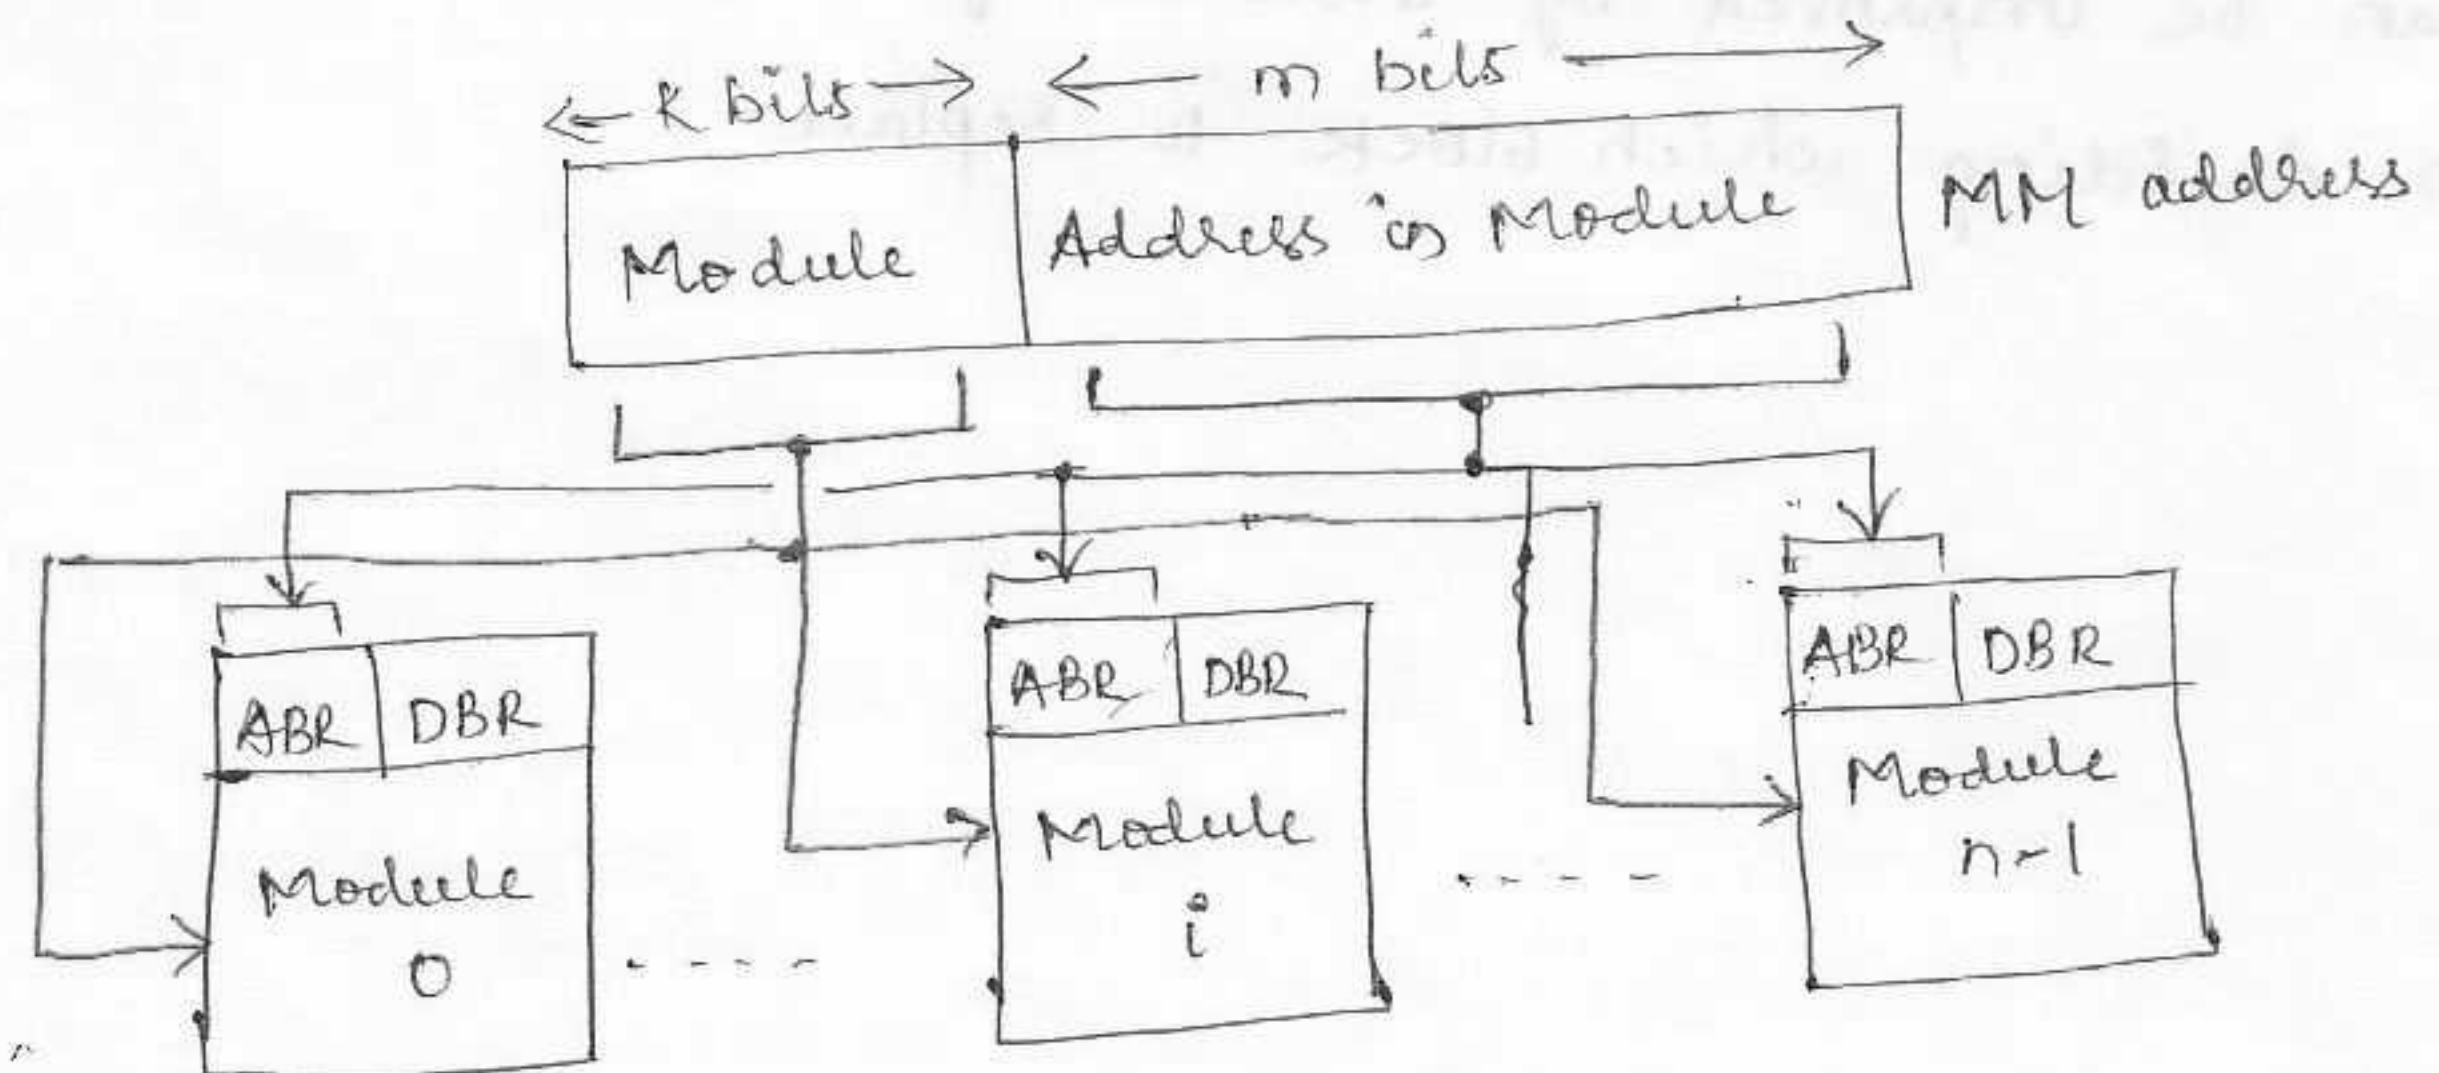 k bits m bits
Module Address in Module MM address
ABR DBR ABR DBR ABR DBR
Module 0 Module i Module n-1